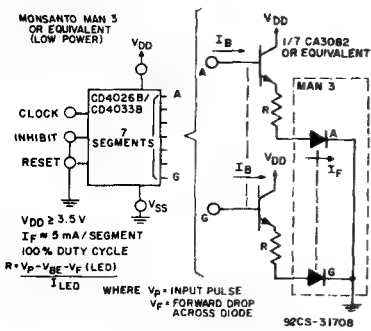 MONSANTO MAN 3
OR EQUIVALENT
(LOW POWER)
VDD
CD4026B/
CD4033B
7
SEGMENTS
A
G
CLOCK
INHIBIT
RESET
VSS
VDD ≥ 3.5 V
IF ≈ 5 mA/SEGMENT
100% DUTY CYCLE
R = VP-VBE-VF (LED)
ILED
IB
VDD
A
1/7 CA3082
OR EQUIVALENT
MAN 3
R
A
IF
IB
VDD
G
R
G
WHERE VP = INPUT PULSE
VF = FORWARD DROP
ACROSS DIODE
92CS-31708